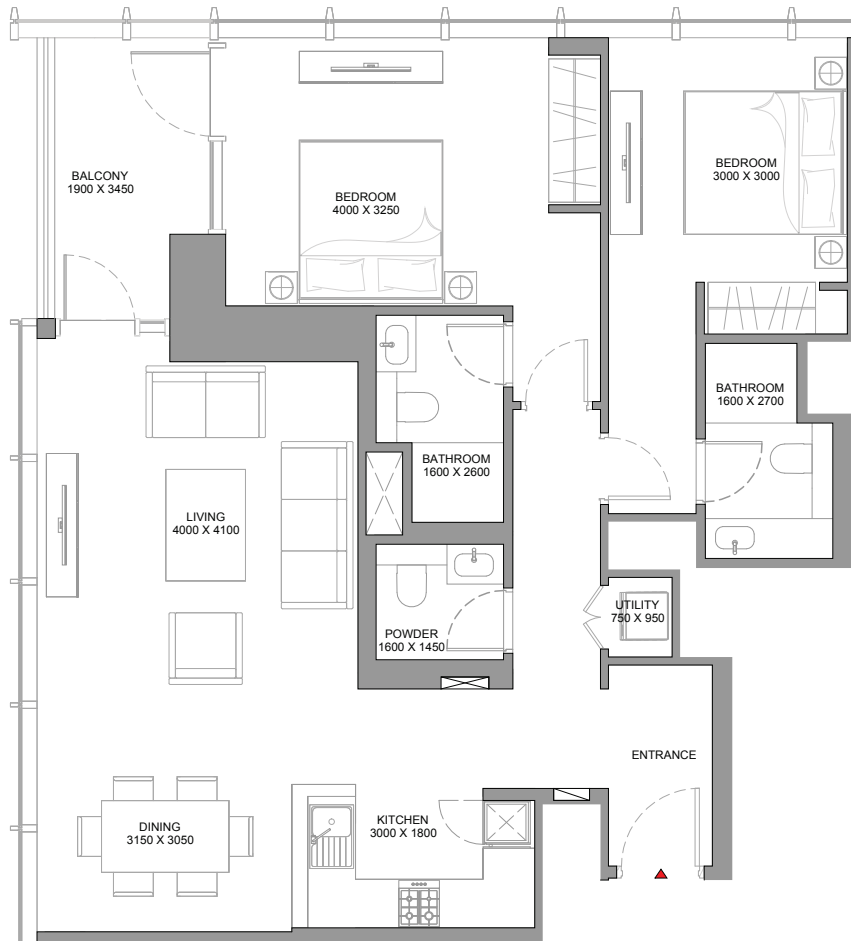 BALCONY
1900 X 3450
BEDROOM
4000 X 3250
BEDROOM
3000 X 3000
BATHROOM
1600 X 2700
BATHROOM
1600 X 2600
LIVING
4000 X 4100
UTILITY
750 X 950
POWDER
1600 X 1450
ENTRANCE
DINING
3150 X 3050
KITCHEN
3000 X 1800